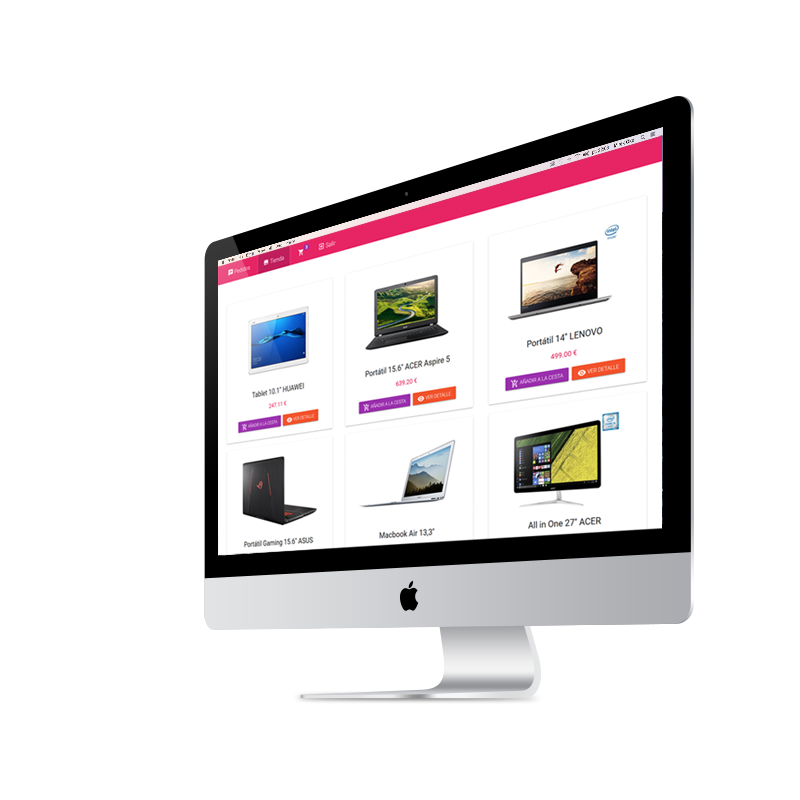 Pedidos Tienda Salir
Tablet 10.1" HUAWEI
247.11 €
AÑADIR A LA CESTA VER DETALLE
Portátil 15.6" ACER Aspire 5
639.20 €
AÑADIR A LA CESTA VER DETALLE
intel
Portátil 14" LENOVO
499.00 €
AÑADIR A LA CESTA VER DETALLE
Portátil Gaming 15.6" ASUS
Macbook Air 13,3"
All in One 27" ACER